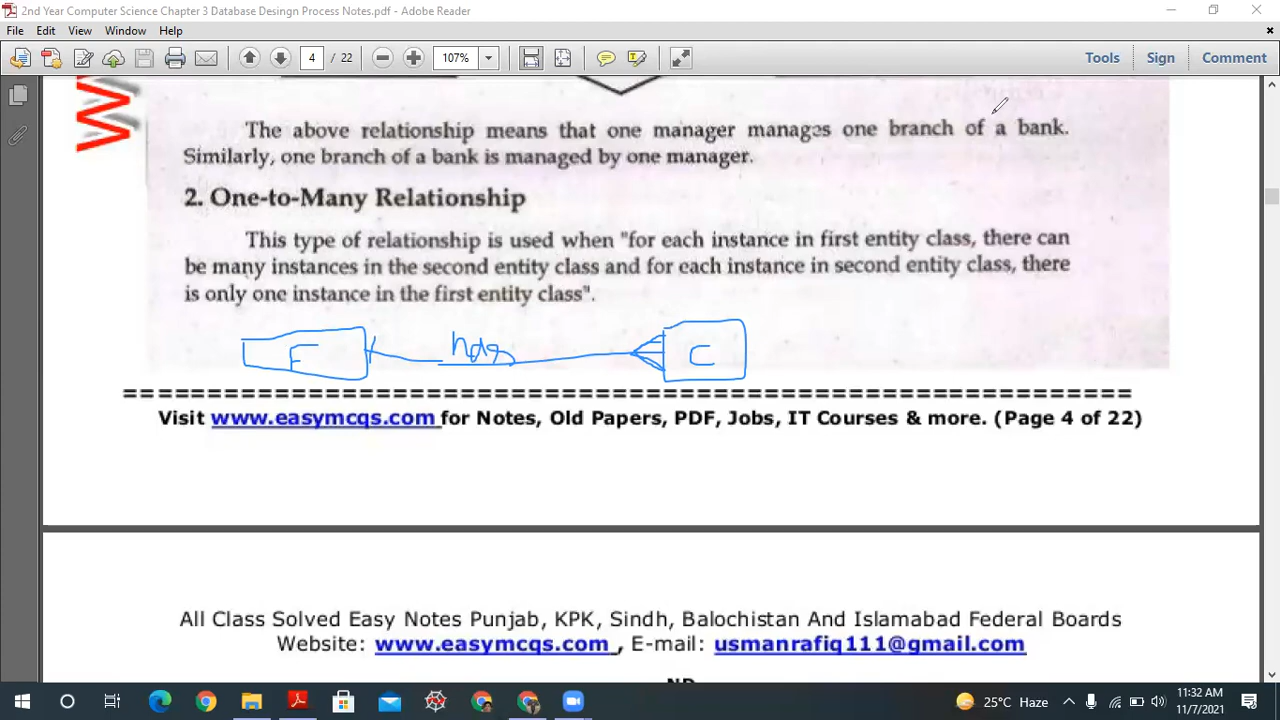 2nd Year Computer Science Chapter 3 Database Desingn Process Notes.pdf - Adobe Reader
File Edit View Window Help
4 / 22 107% Tools Sign Comment
W
The above relationship means that one manager manages one branch of a bank.
Similarly, one branch of a bank is managed by one manager.
2. One-to-Many Relationship
This type of relationship is used when "for each instance in first entity class, there can
be many instances in the second entity class and for each instance in second entity class, there
is only one instance in the first entity class".
F has C
==========================================================
Visit www.easymcqs.com for Notes, Old Papers, PDF, Jobs, IT Courses & more. (Page 4 of 22)
All Class Solved Easy Notes Punjab, KPK, Sindh, Balochistan And Islamabad Federal Boards
Website: www.easymcqs.com , E-mail: usmanrafiq111@gmail.com
25°C Haze 11:32 AM
11/7/2021